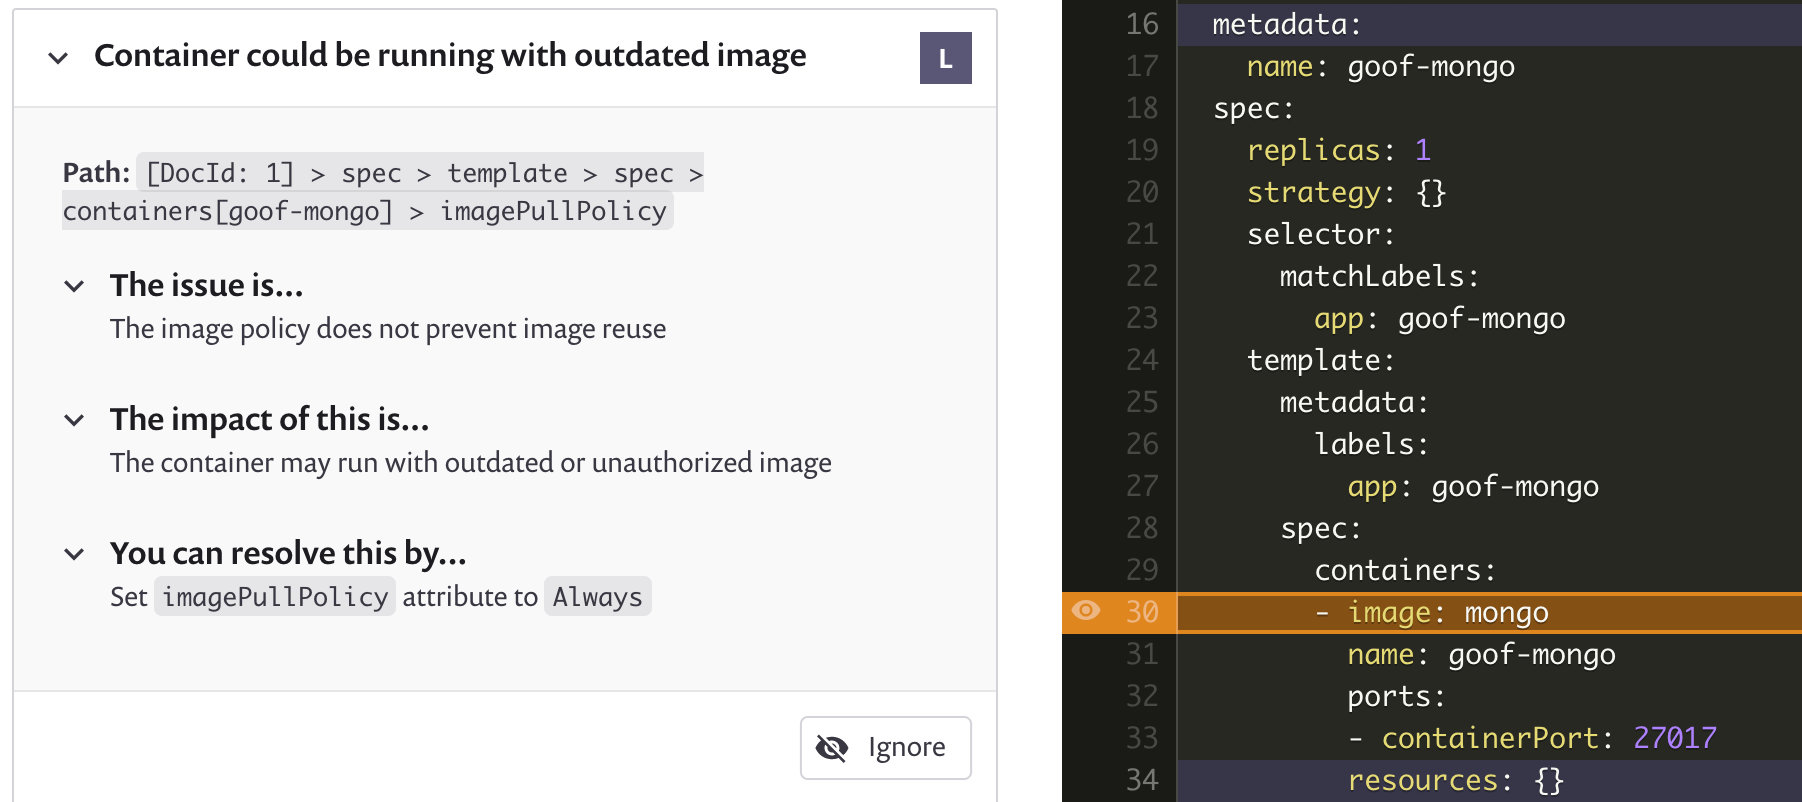 Container could be running with outdated image
L
Path: [DocId: 1] > spec > template > spec >
containers[goof-mongo] > imagePullPolicy
The issue is...
The image policy does not prevent image reuse
The impact of this is...
The container may run with outdated or unauthorized image
You can resolve this by...
Set imagePullPolicy attribute to Always
Ignore
16 metadata:
17   name: goof-mongo
18 spec:
19   replicas: 1
20   strategy: {}
21   selector:
22     matchLabels:
23       app: goof-mongo
24   template:
25     metadata:
26       labels:
27         app: goof-mongo
28     spec:
29       containers:
30       - image: mongo
31         name: goof-mongo
32         ports:
33         - containerPort: 27017
34         resources: {}